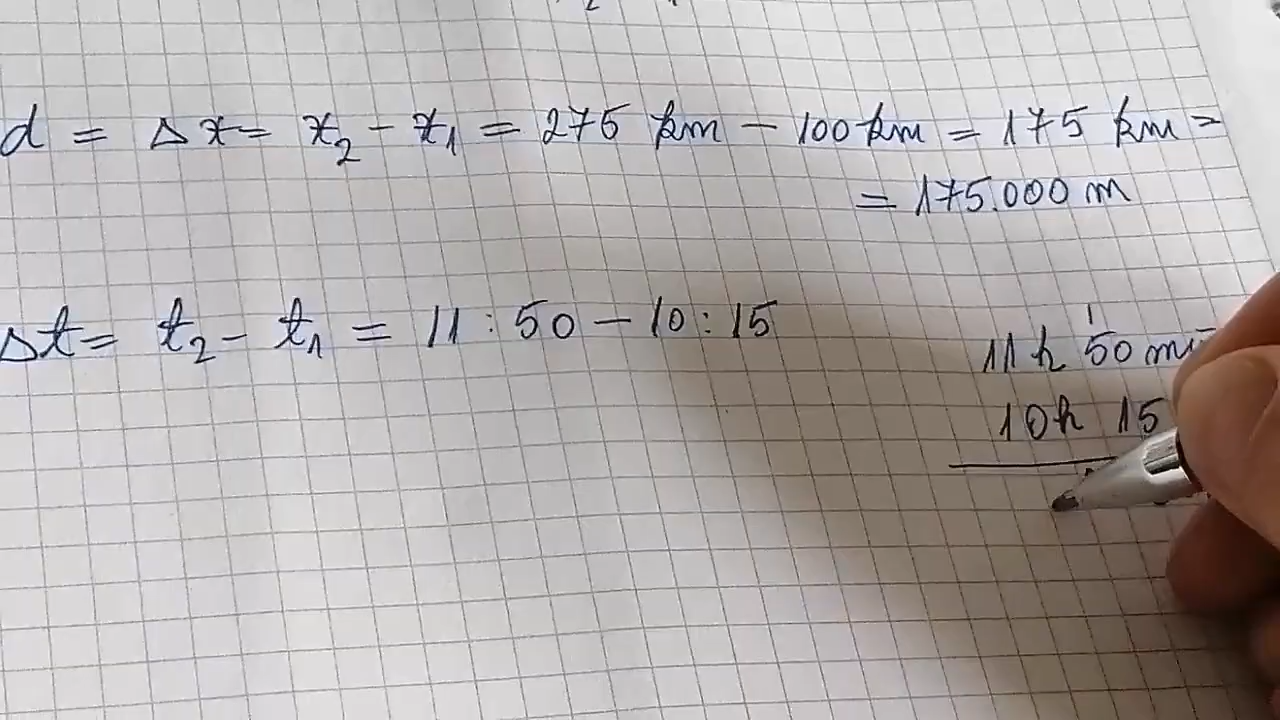 d = Δx = x₂ - x₁ = 275 km - 100 km = 175 km =
= 175.000 m
Δt = t₂ - t₁ = 11 : 50 - 10 : 15
1
11 h 50
10 h 15